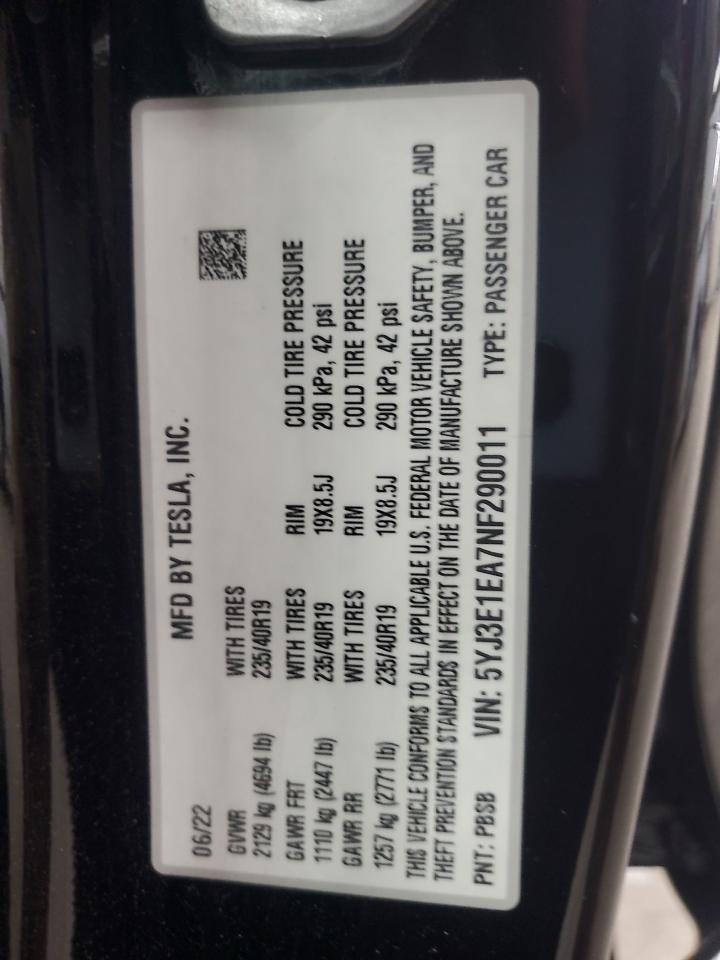 MFD BY TESLA, INC.
06/22
GVWR WITH TIRES
2129 kg (4694 lb) 235/40R19
GAWR FRT WITH TIRES RIM COLD TIRE PRESSURE
1110 kg (2447 lb) 235/40R19 19X8.5J 290 kPa, 42 psi
GAWR RR WITH TIRES RIM COLD TIRE PRESSURE
1257 kg (2771 lb) 235/40R19 19X8.5J 290 kPa, 42 psi
THIS VEHICLE CONFORMS TO ALL APPLICABLE U.S. FEDERAL MOTOR VEHICLE SAFETY, BUMPER, AND
THEFT PREVENTION STANDARDS IN EFFECT ON THE DATE OF MANUFACTURE SHOWN ABOVE.
PNT: PBSB VIN: 5YJ3E1EA7NF290011 TYPE: PASSENGER CAR